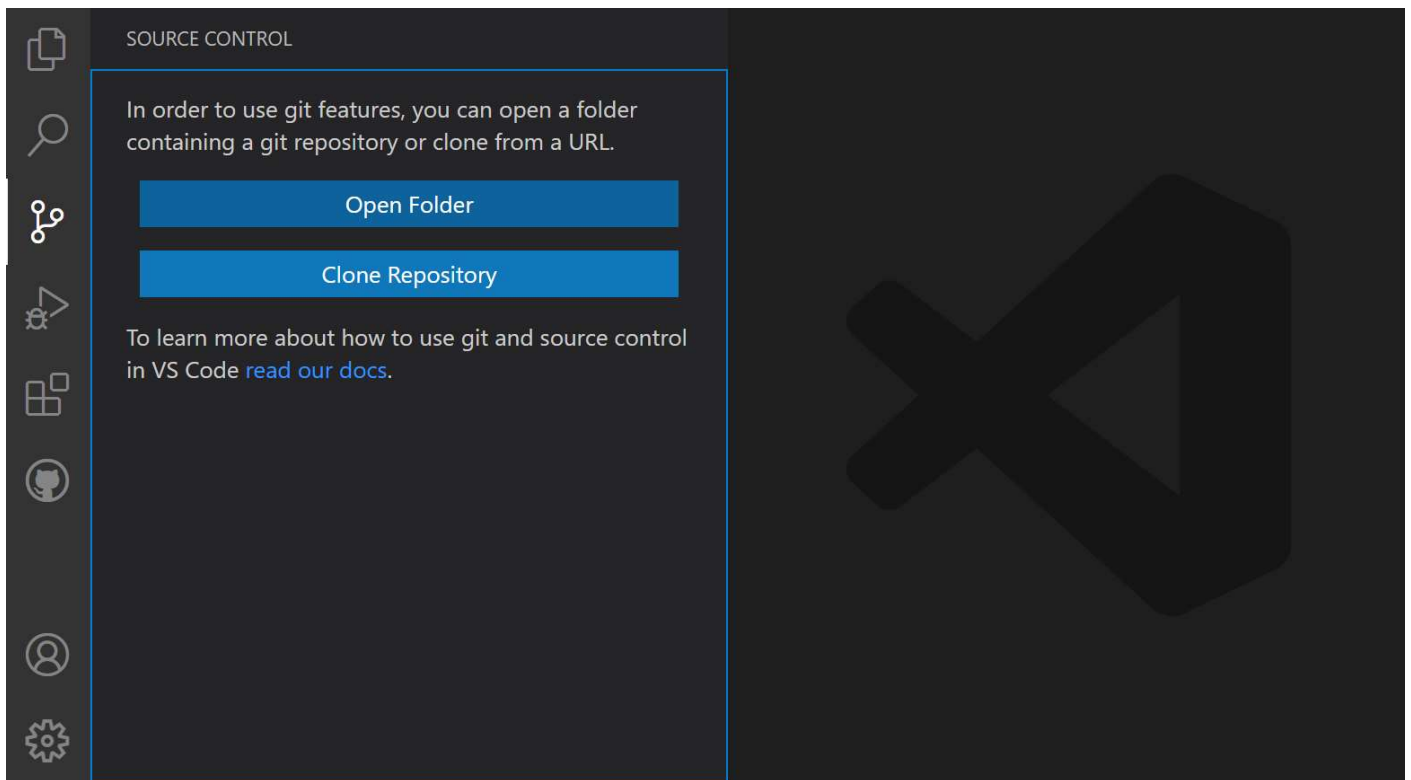 SOURCE CONTROL
In order to use git features, you can open a folder
containing a git repository or clone from a URL.
Open Folder
Clone Repository
To learn more about how to use git and source control
in VS Code read our docs.